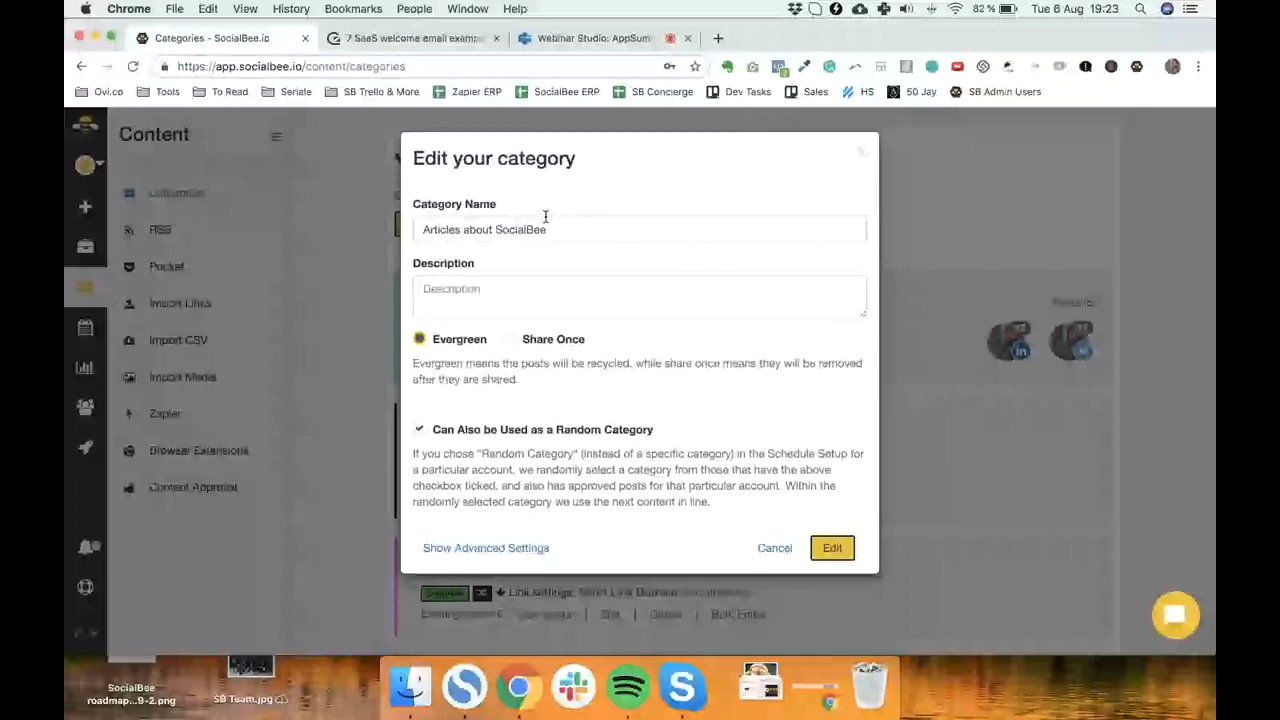 Chrome File Edit View History Bookmarks People Window Help 82 % Tue 6 Aug 19:23
Categories - SocialBee.io 7 SaaS welcome email exam Webinar Studio: AppSum
https://app.socialbee.io/content/categories
Ovi.co Tools To Read Seriale SB Trello & More Zapier ERP SocialBee ERP SB Concierge Dev Tasks Sales HS 50 Jay SB Admin Users
Content
Categories
RSS
Pocket
Import Links
Import CSV
Import Media
Zapier
Browser Extensions
Content Approval
Edit your category
Category Name
Articles about SocialBee
Description
Description
Evergreen Share Once
Evergreen means the posts will be recycled, while share once means they will be removed
after they are shared.
Can Also be Used as a Random Category
If you chose "Random Category" (instead of a specific category) in the Schedule Setup for
a particular account, we randomly select a category from those that have the above
checkbox ticked, and also has approved posts for that particular account. Within the
randomly selected category we use the next content in line.
Show Advanced Settings Cancel Edit
Link settings:
Edit Bulk Editor
SocialBee
roadmap...9-2.png
SB Team.jpg